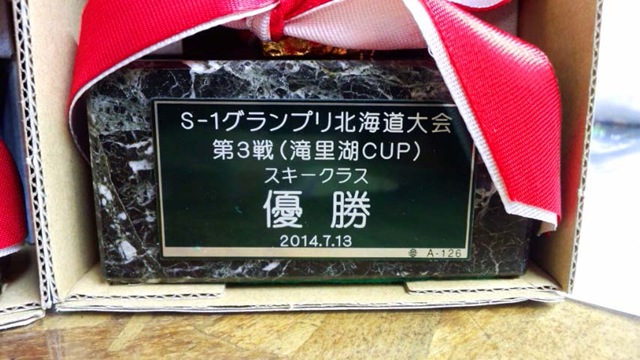 S-1グランプリ北海道大会
第3戦(滝里湖CUP)
スキークラス
優勝
2014.7.13
A-126